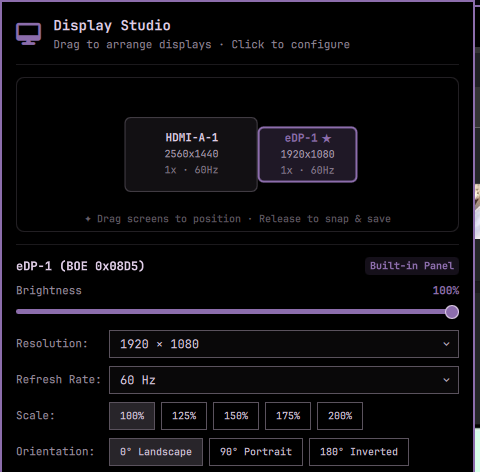 Display Studio
Drag to arrange displays · Click to configure
HDMI-A-1
2560x1440
1x · 60Hz
eDP-1 ★
1920x1080
1x · 60Hz
✦ Drag screens to position · Release to snap & save
eDP-1 (BOE 0x08D5)
Built-in Panel
Brightness
100%
Resolution:
1920 × 1080
Refresh Rate:
60 Hz
Scale:
100%
125%
150%
175%
200%
Orientation:
0° Landscape
90° Portrait
180° Inverted